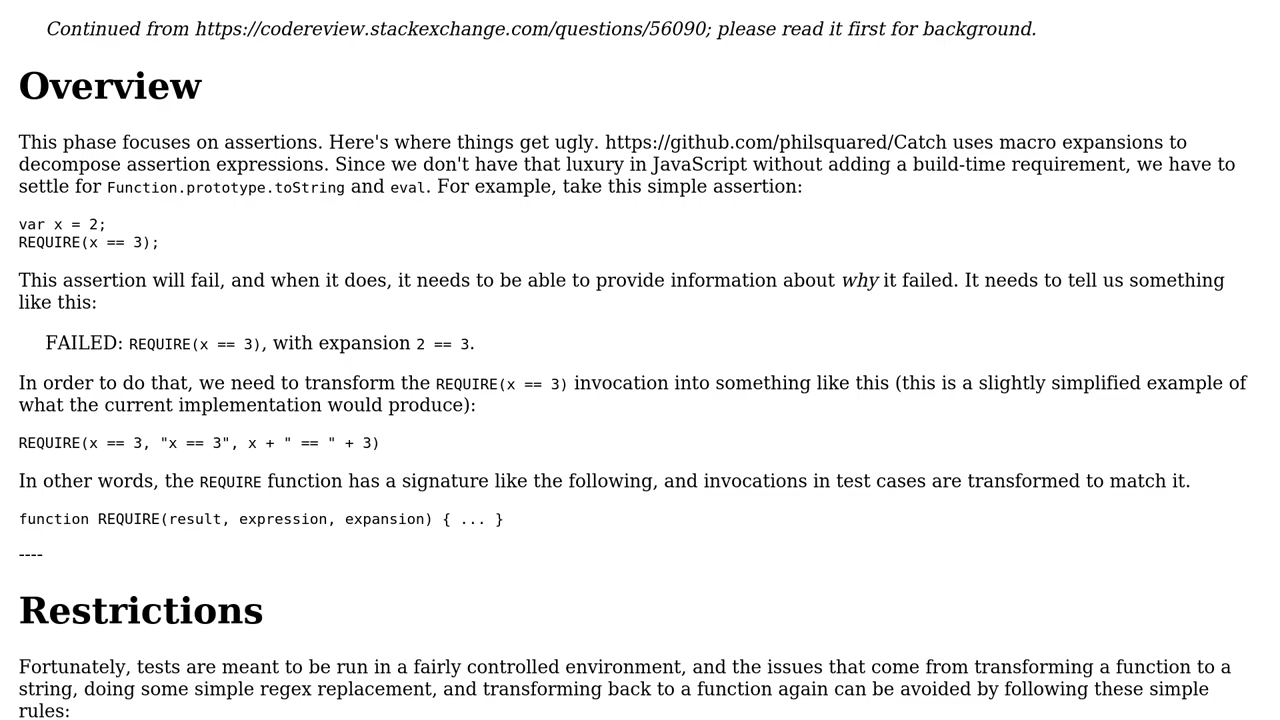 Continued from https://codereview.stackexchange.com/questions/56090; please read it first for background.
Overview
This phase focuses on assertions. Here's where things get ugly. https://github.com/philsquared/Catch uses macro expansions to
decompose assertion expressions. Since we don't have that luxury in JavaScript without adding a build-time requirement, we have to
settle for Function.prototype.toString and eval. For example, take this simple assertion:
var x = 2;
REQUIRE(x == 3);
This assertion will fail, and when it does, it needs to be able to provide information about why it failed. It needs to tell us something
like this:
FAILED: REQUIRE(x == 3), with expansion 2 == 3.
In order to do that, we need to transform the REQUIRE(x == 3) invocation into something like this (this is a slightly simplified example of
what the current implementation would produce):
REQUIRE(x == 3, "x == 3", x + " == " + 3)
In other words, the REQUIRE function has a signature like the following, and invocations in test cases are transformed to match it.
function REQUIRE(result, expression, expansion) { ... }
----
Restrictions
Fortunately, tests are meant to be run in a fairly controlled environment, and the issues that come from transforming a function to a
string, doing some simple regex replacement, and transforming back to a function again can be avoided by following these simple
rules: